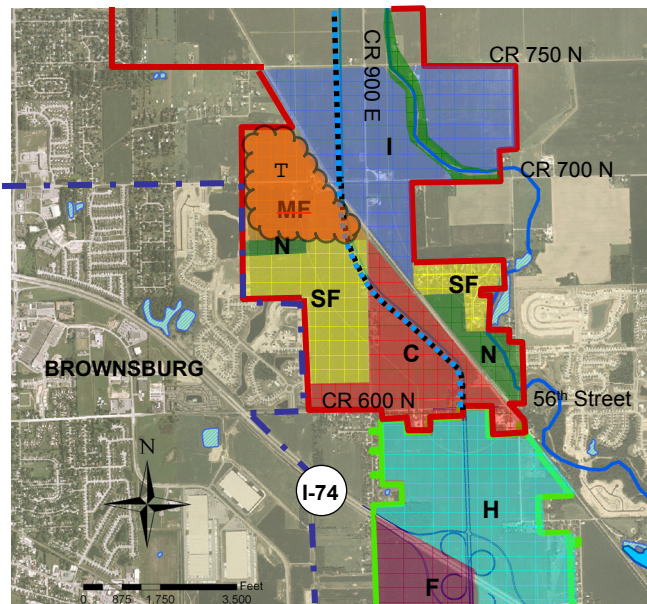 CR 750 N
CR 900 E
I
CR 700 N
T
MF
N
SF
SF
BROWNSBURG
C
N
CR 600 N
56th Street
N
I-74
H
F
0 875 1,750 3,500
Feet